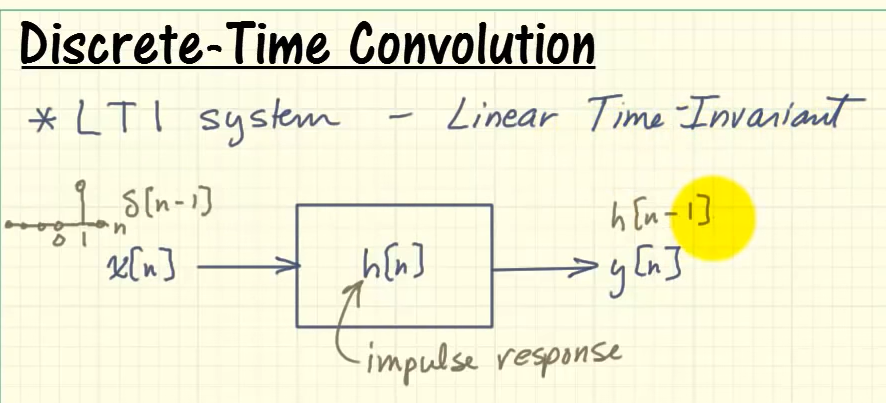 Discrete-Time Convolution
* LTI system - Linear Time-Invariant
δ[n-1]
0 1 n
h[n-1]
x[n]
h[n]
y[n]
impulse response